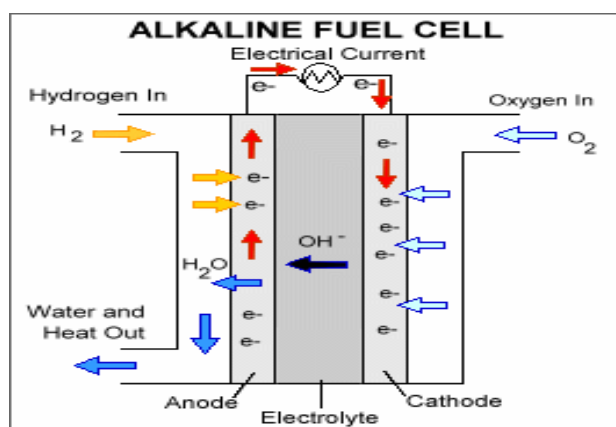 ALKALINE FUEL CELL
Electrical Current
e- e-
Hydrogen In
Oxygen In
H2
e-
O2
e-
e-
e-
e-
OH-
e-
H2O
e-
e-
Water and
Heat Out
e-
e-
Anode
Cathode
Electrolyte